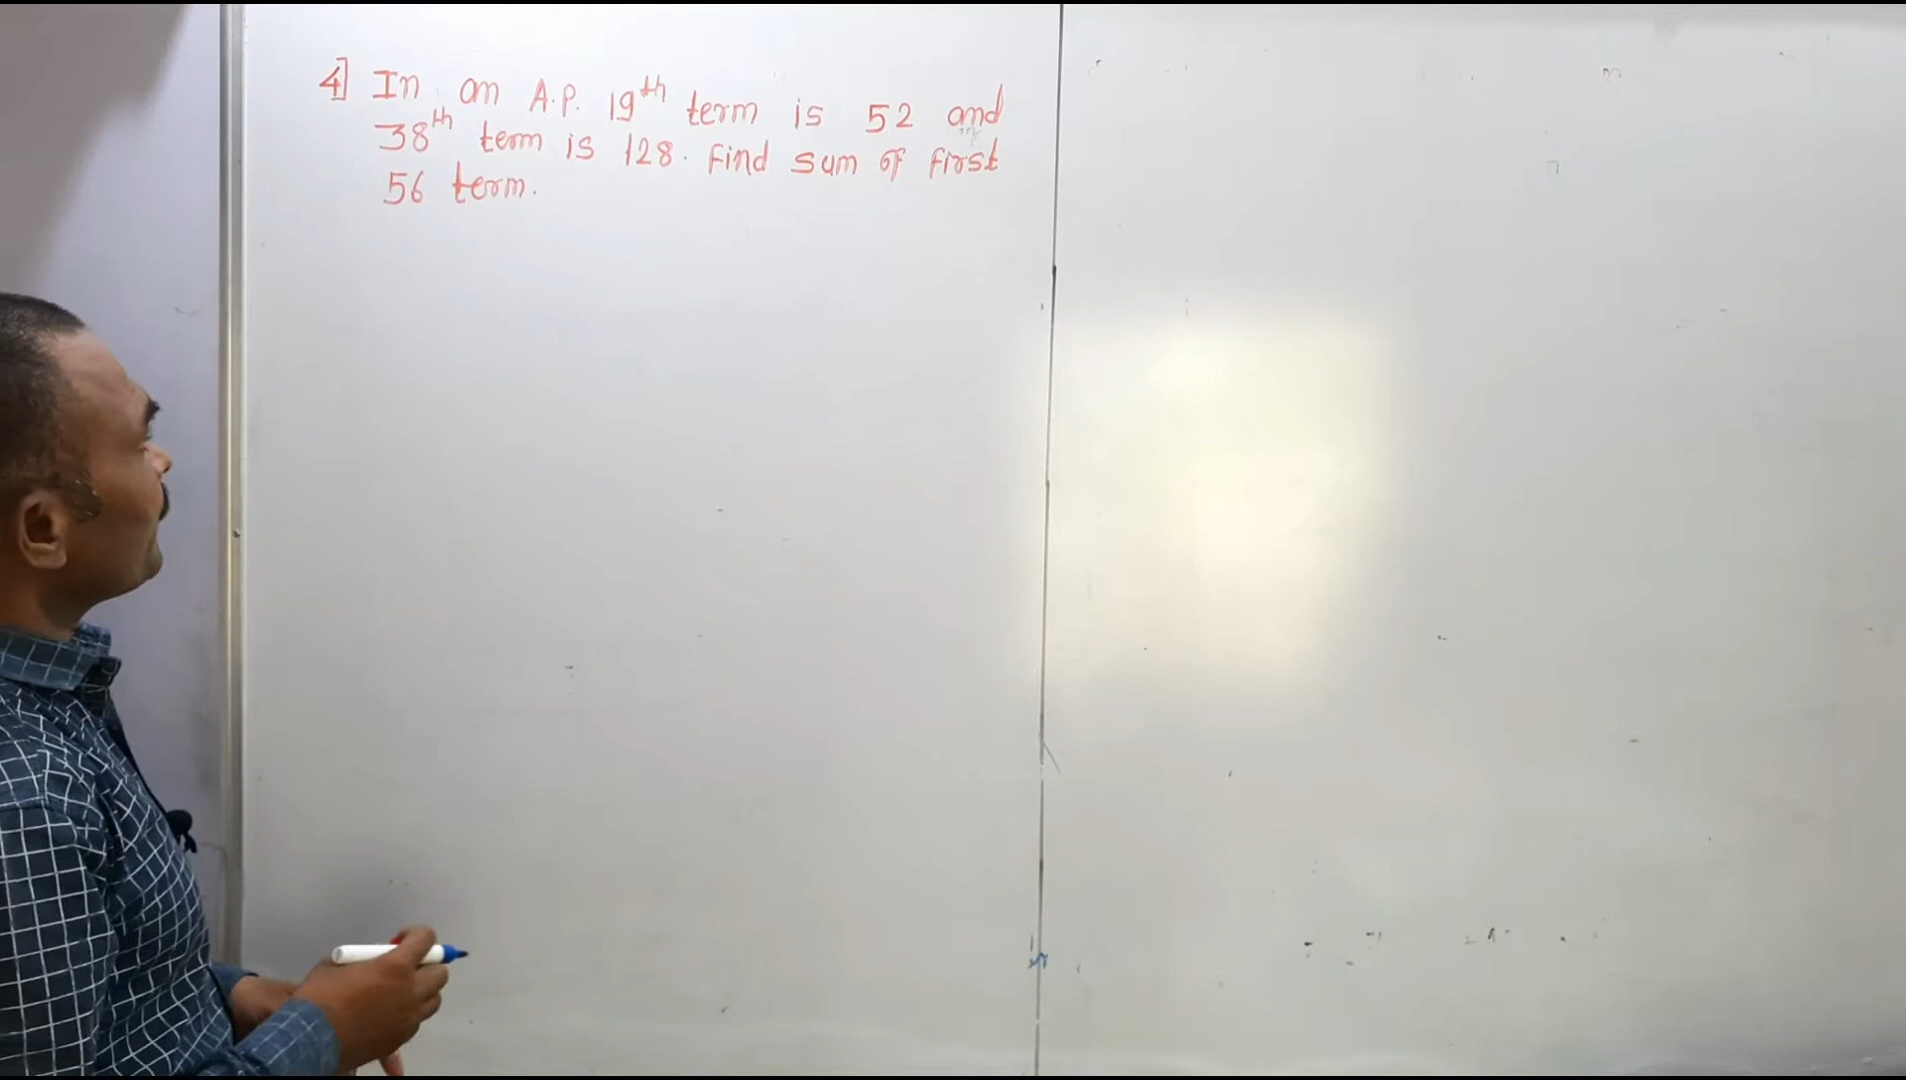 4] In an A.P. 19th term is 52 and
38th term is 128. Find sum of first
56 term.